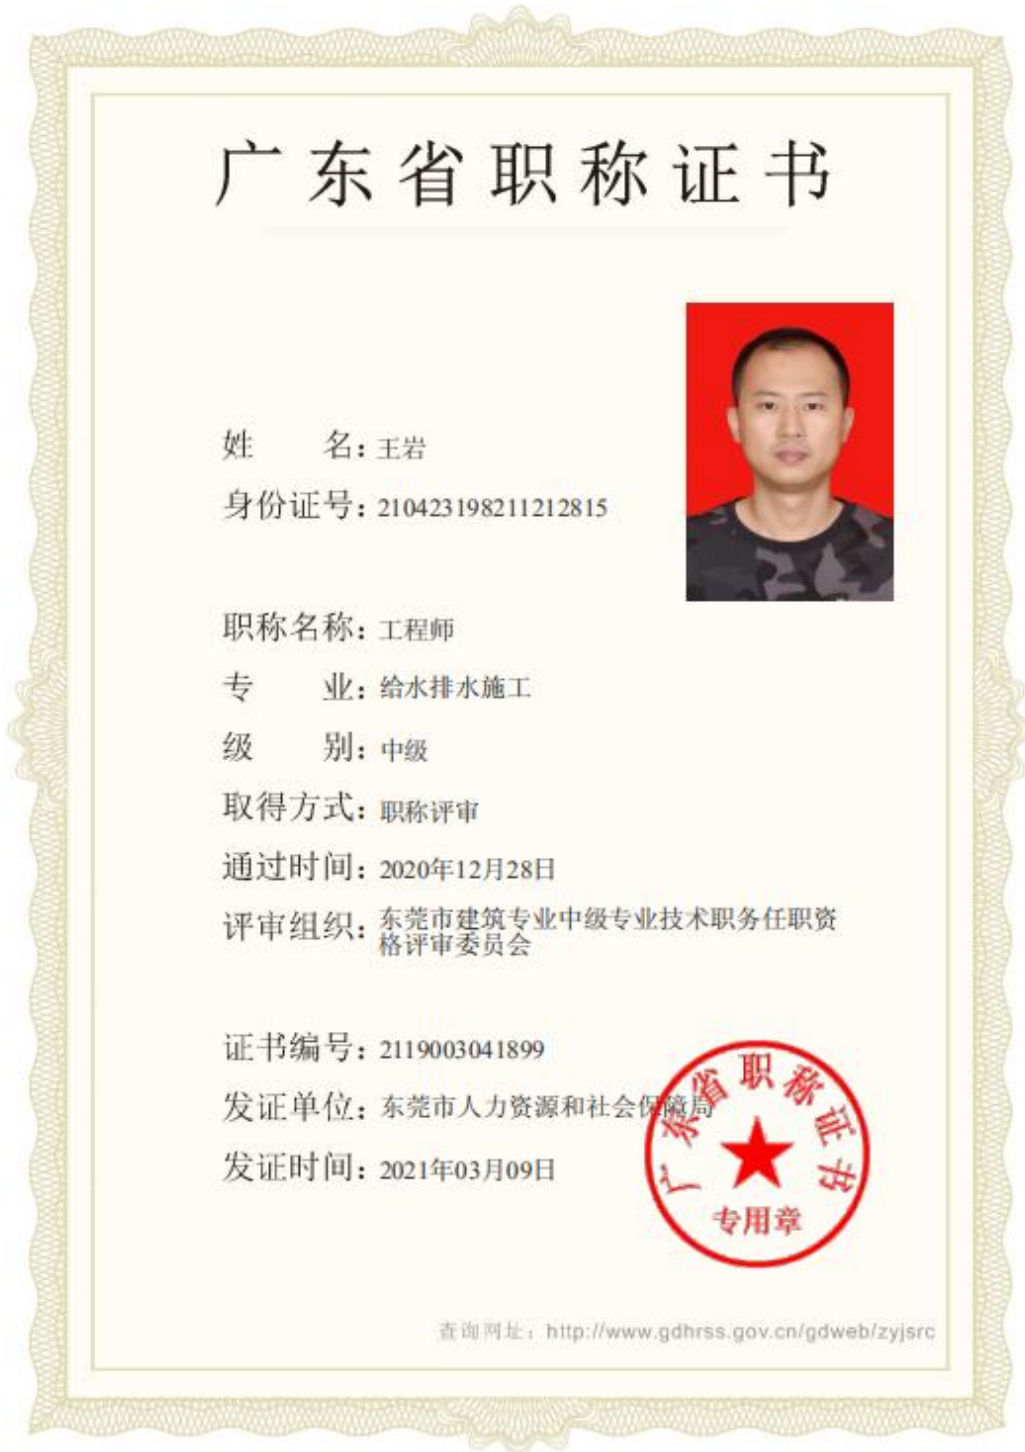 广东省职称证书
姓 名：王岩
身份证号：210423198211212815
职称名称：工程师
专 业：给水排水施工
级 别：中级
取得方式：职称评审
通过时间：2020年12月28日
评审组织：东莞市建筑专业中级专业技术职务任职资
格评审委员会
证书编号：2119003041899
发证单位：东莞市人力资源和社会保障局
发证时间：2021年03月09日
广东省职称证书
专用章
查询网址：http://www.gdhrss.gov.cn/gdweb/zyjsrc